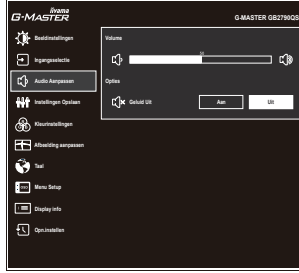 iiyama
G-MASTER
G-MASTER GB2790QS
Beeldinstellingen
Ingangsselectie
Audio Aanpassen
Instellingen Opslaan
Kleurinstellingen
Afbeelding aanpassen
Taal
Menu Setup
Display info
Opn.instellen
Volume
50
Opties
Geluid Uit
Aan
Uit